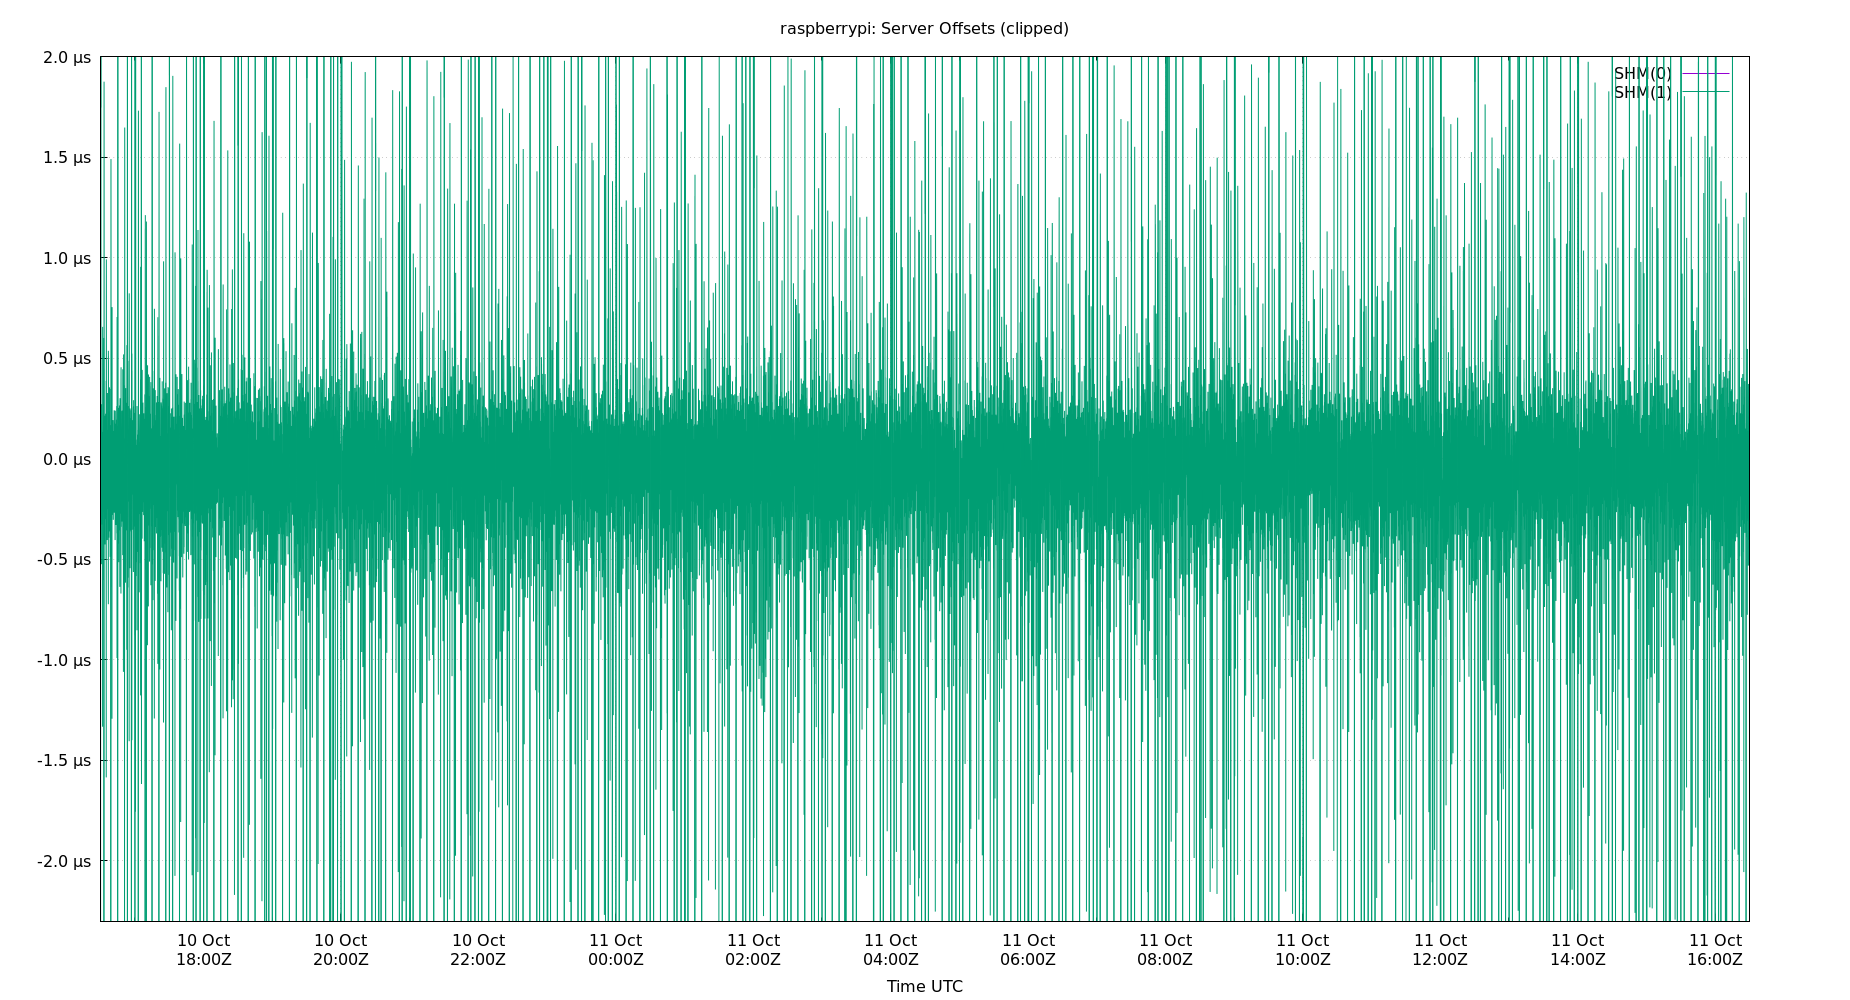 raspberrypi: Server Offsets (clipped)
2.0 µs
1.5 µs
1.0 µs
0.5 µs
0.0 µs
-0.5 µs
-1.0 µs
-1.5 µs
-2.0 µs
SHM(0)
SHM(1)
10 Oct 10 Oct 10 Oct 11 Oct 11 Oct 11 Oct 11 Oct 11 Oct 11 Oct 11 Oct 11 Oct 11 Oct
18:00Z 20:00Z 22:00Z 00:00Z 02:00Z 04:00Z 06:00Z 08:00Z 10:00Z 12:00Z 14:00Z 16:00Z
Time UTC